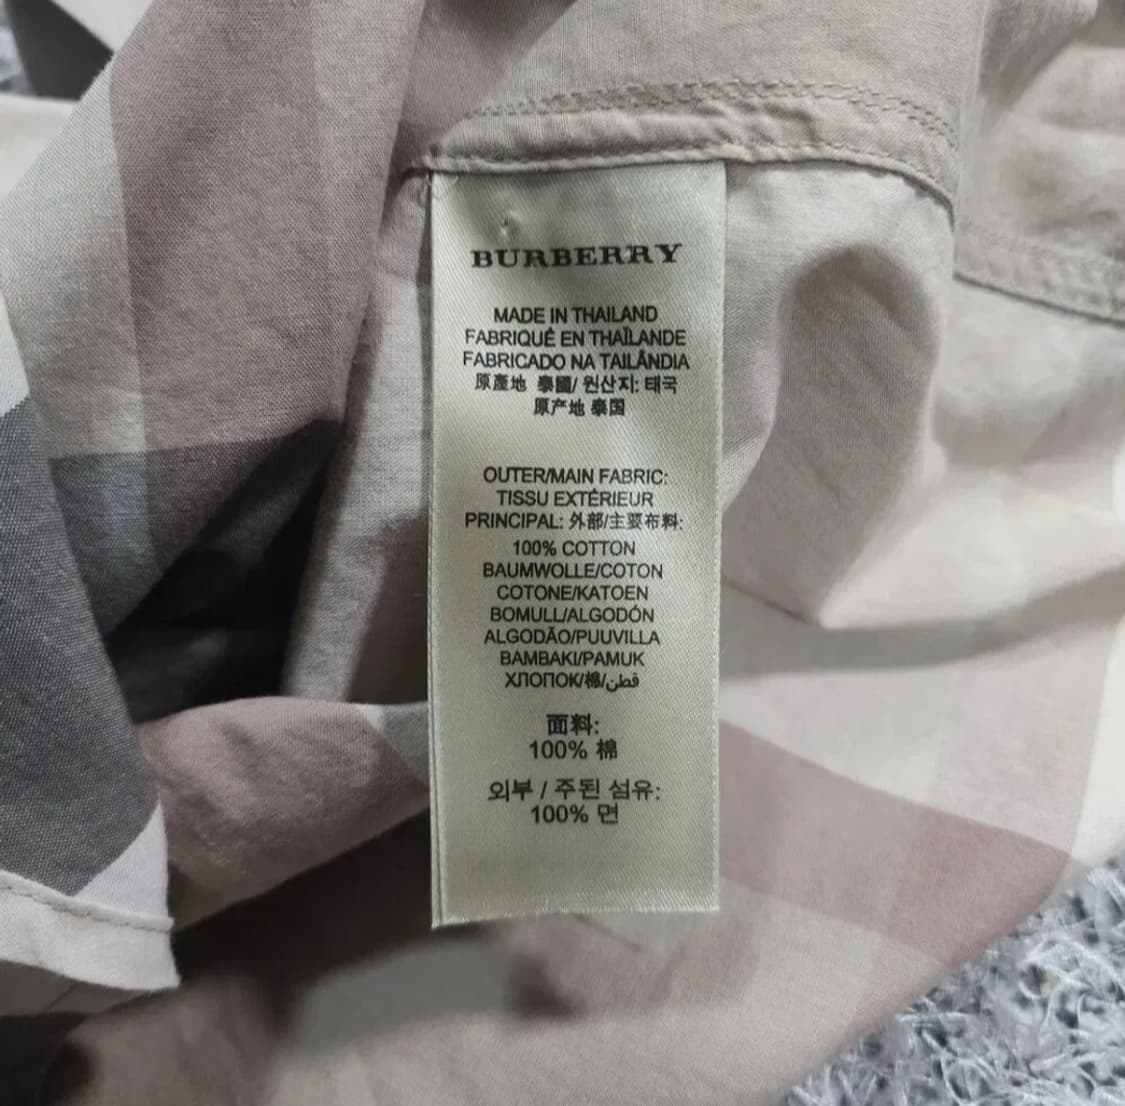 BURBERRY
MADE IN THAILAND
FABRIQUÉ EN THAÏLANDE
FABRICADO NA TAILÂNDIA
原產地 泰國/ 원산지: 태국
原产地 泰国
OUTER/MAIN FABRIC:
TISSU EXTÉRIEUR
PRINCIPAL: 外部/主要布料:
100% COTTON
BAUMWOLLE/COTON
COTONE/KATOEN
BOMULL/ALGODÓN
ALGODÃO/PUUVILLA
BAMBAKI/PAMUK
ХЛОПОК/棉/قطن
面料:
100% 棉
외부 / 주된 섬유:
100% 면